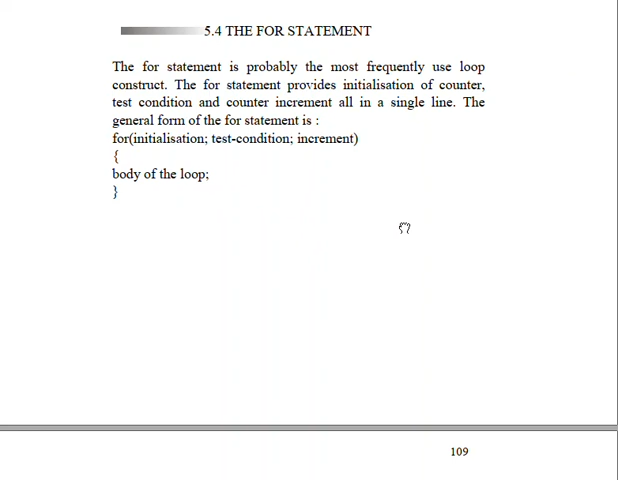 5.4 THE FOR STATEMENT
The for statement is probably the most frequently use loop
construct. The for statement provides initialisation of counter,
test condition and counter increment all in a single line. The
general form of the for statement is :
for(initialisation; test-condition; increment)
{
body of the loop;
}
109